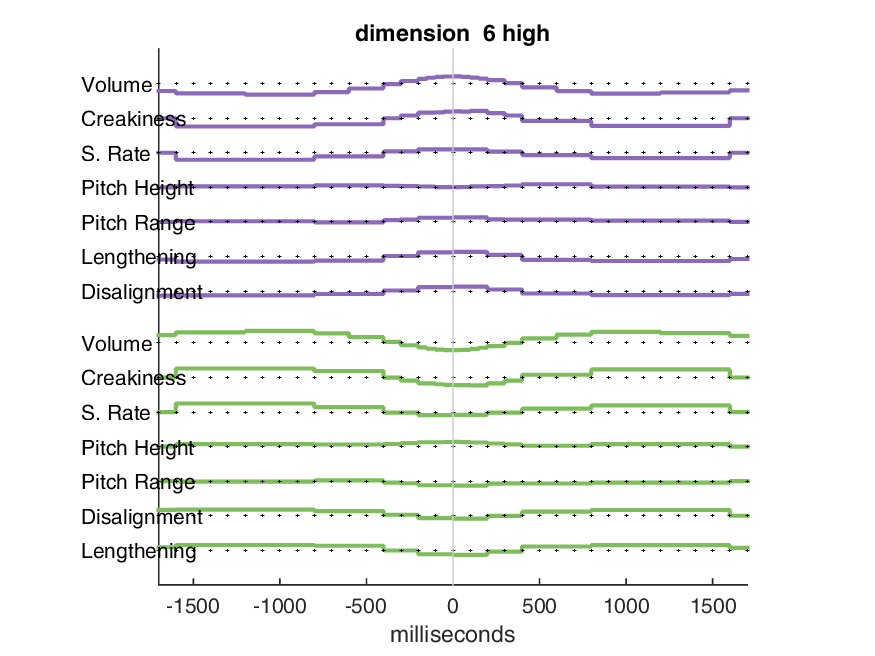 dimension  6 high
Volume
Creakiness
S. Rate
Pitch Height
Pitch Range
Lengthening
Disalignment
Volume
Creakiness
S. Rate
Pitch Height
Pitch Range
Disalignment
Lengthening
-1500 -1000 -500 0 500 1000 1500
milliseconds